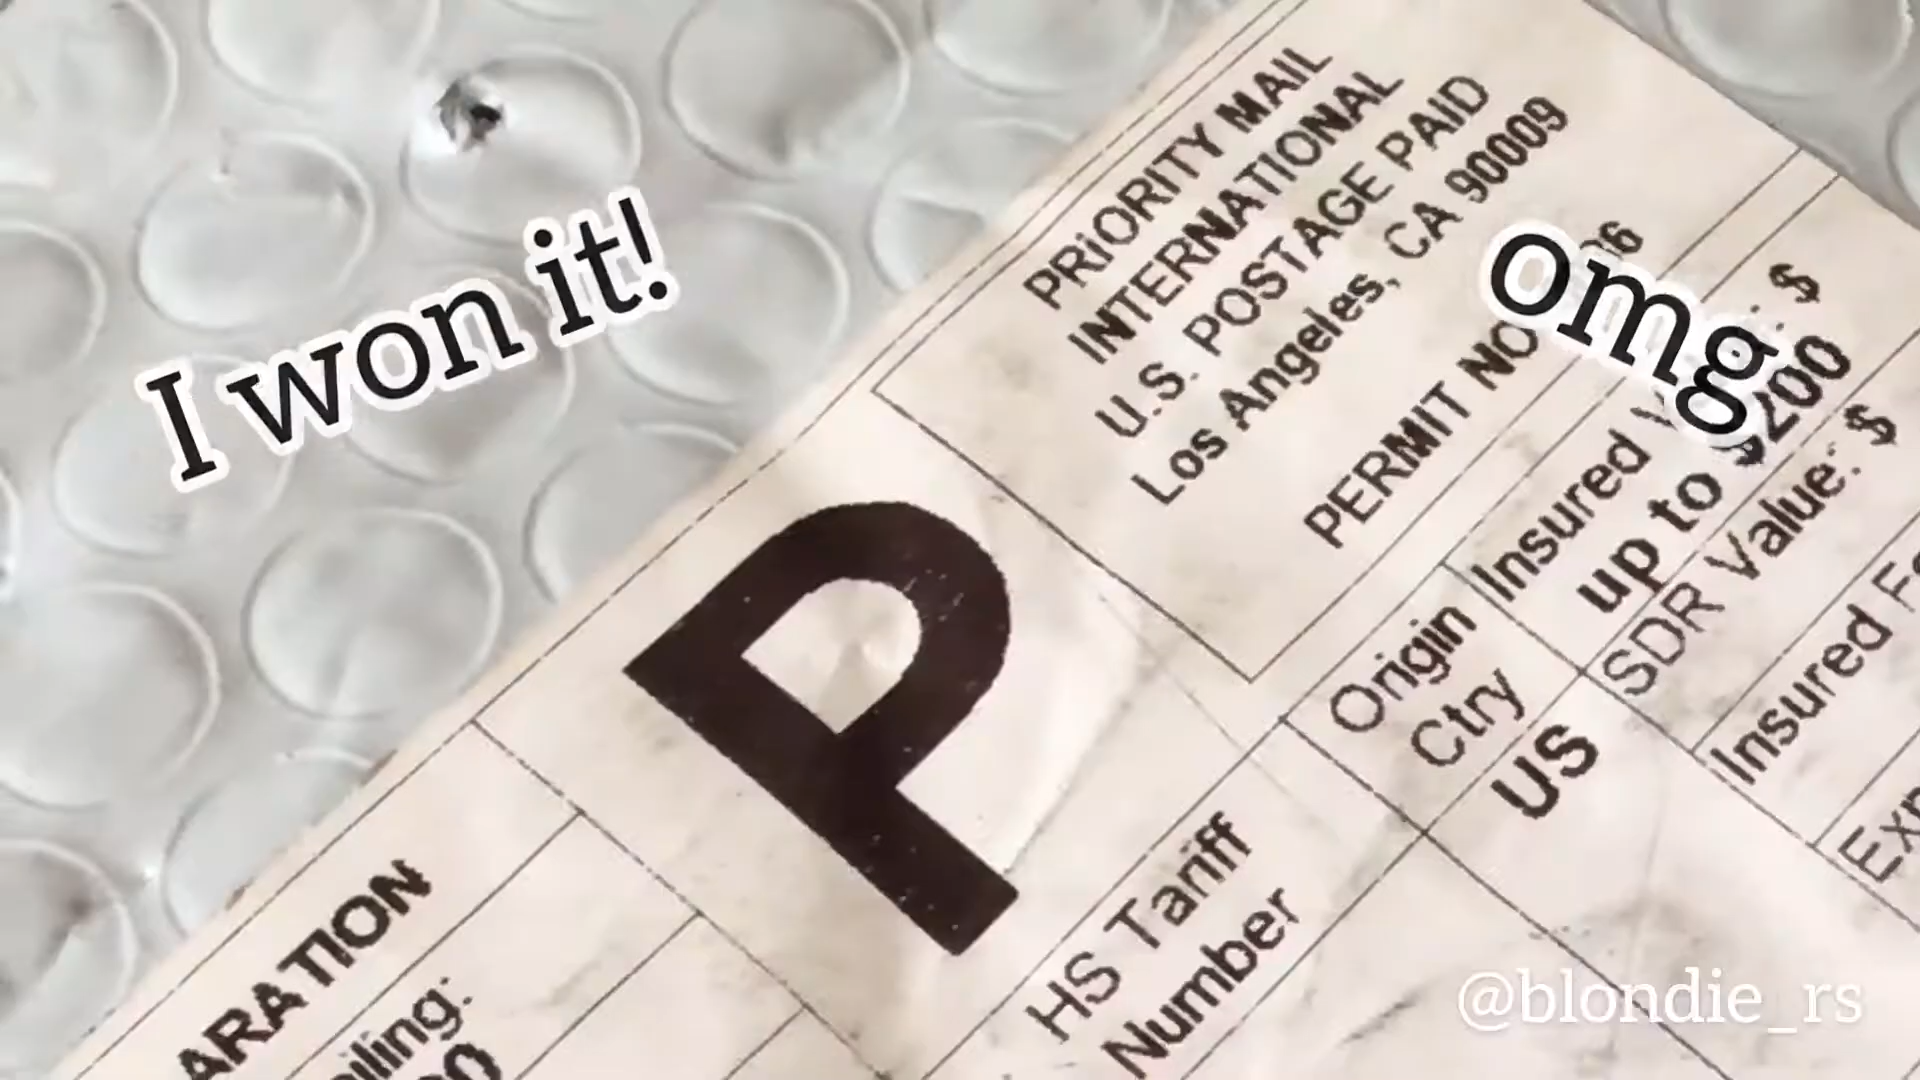 I won it!
omg
PRIORITY MAIL
INTERNATIONAL
U.S. POSTAGE PAID
Los Angeles, CA 90009
PERMIT NO
Insured
: $
up to $200
SDR Value: $
Insured
Origin
Ctry
US
P
HS Tariff
Number
ARATION
@blondie_rs